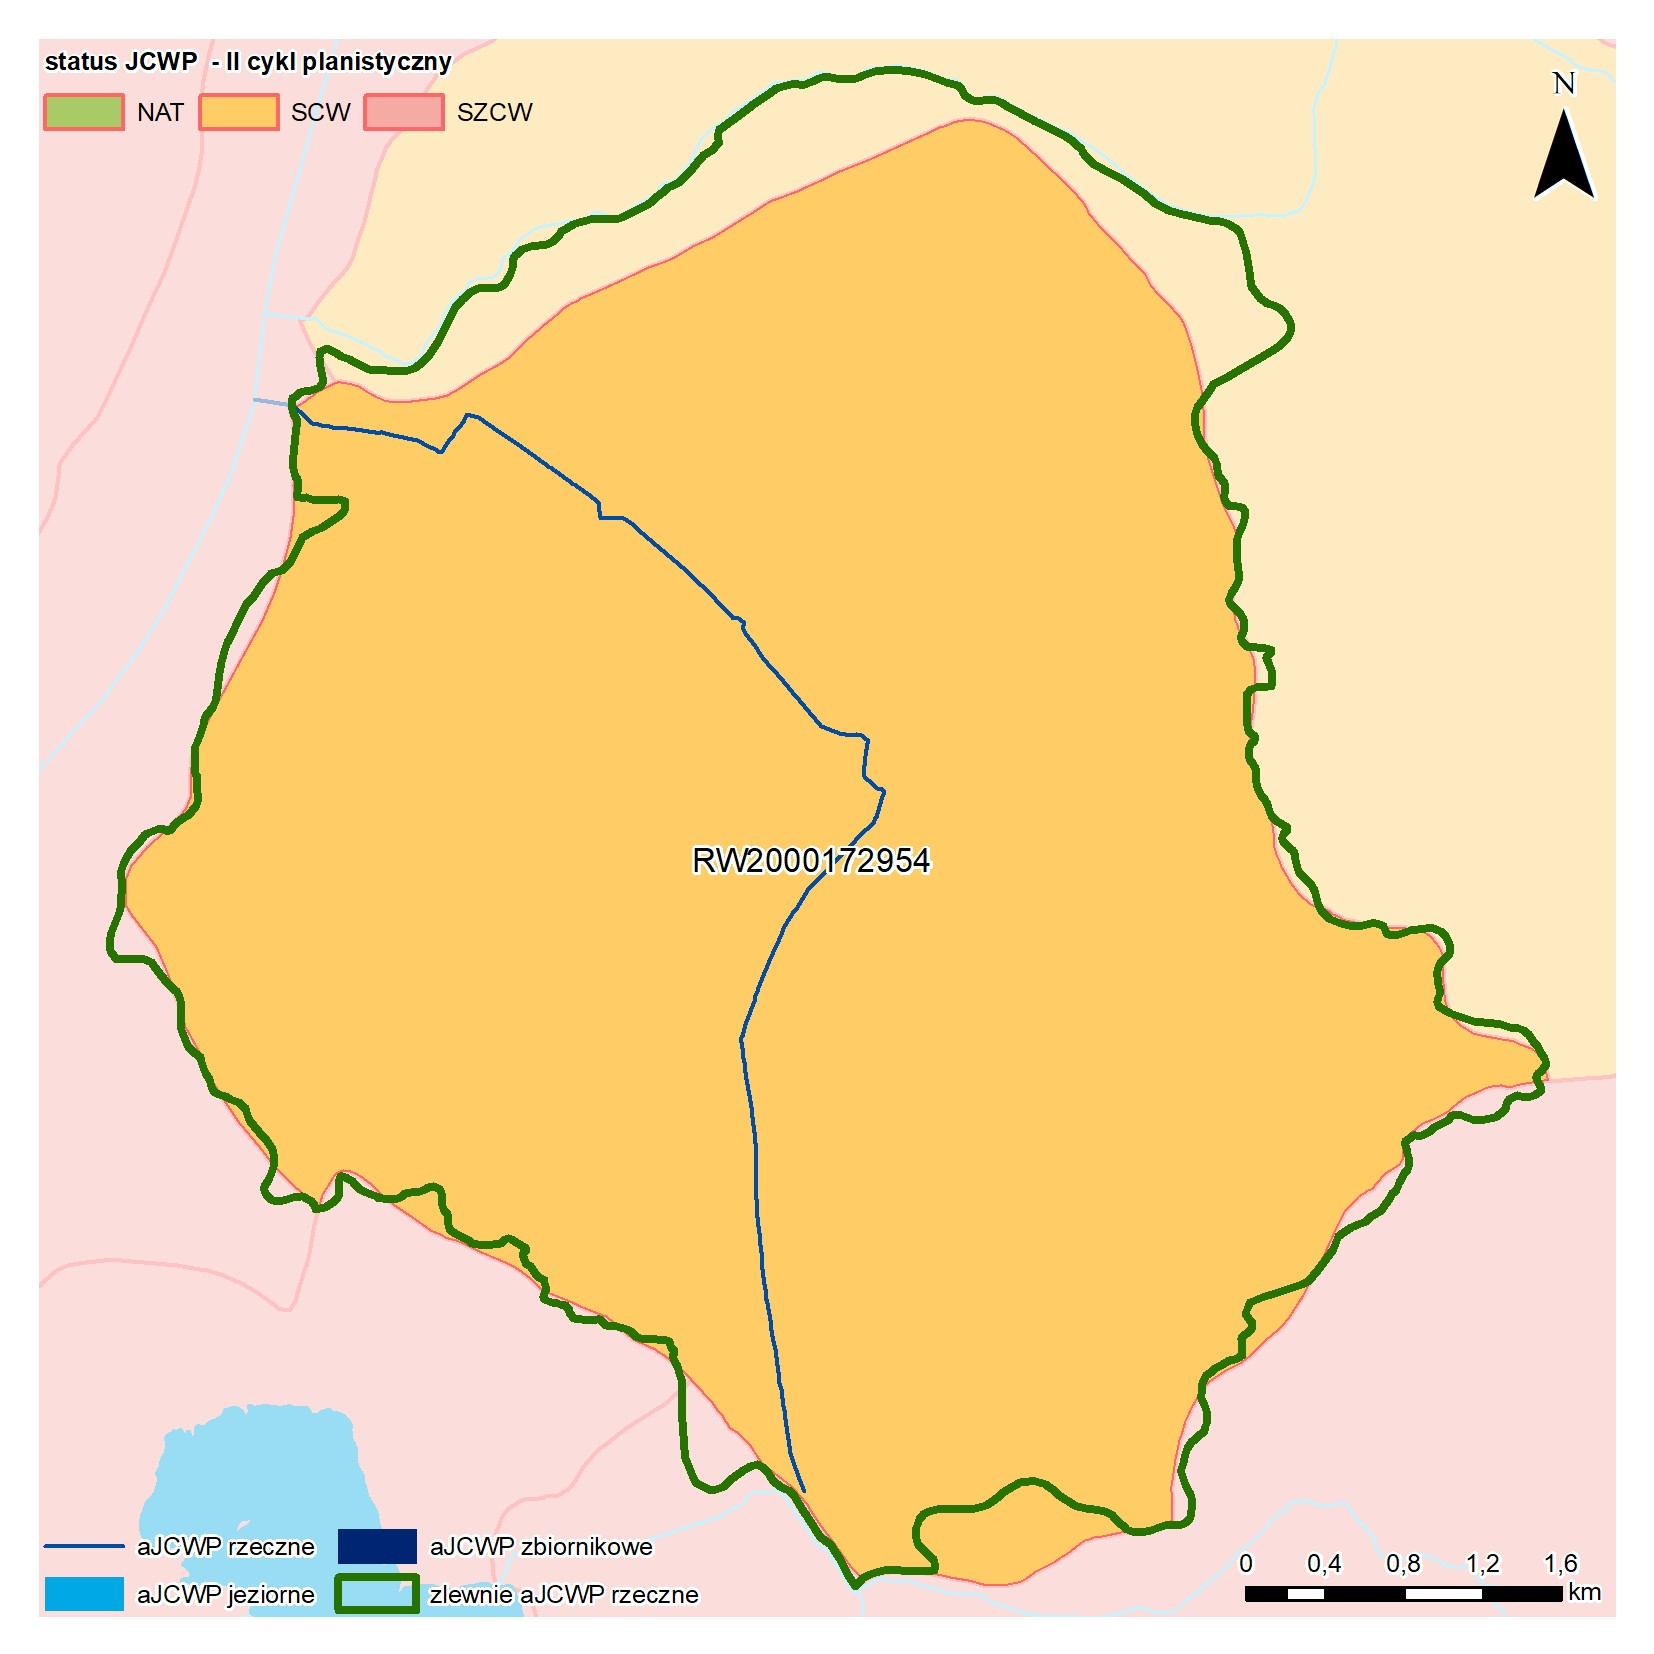 status JCWP  - II cykl planistyczny
NAT SCW SZCW
N
RW2000172954
aJCWP rzeczne aJCWP zbiornikowe
aJCWP jeziorne zlewnie aJCWP rzeczne
0 0,4 0,8 1,2 1,6
km